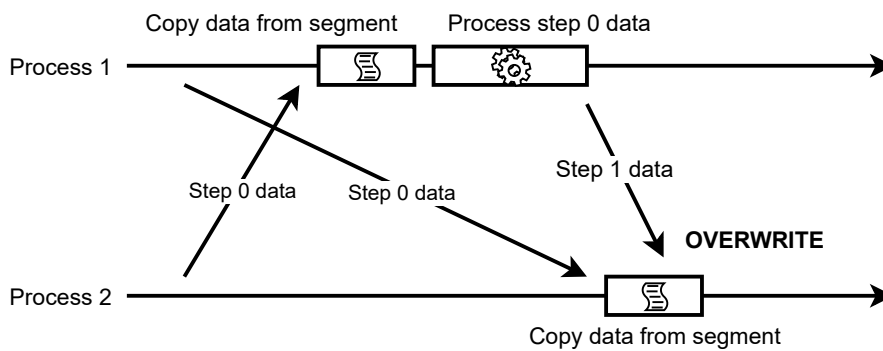 Copy data from segment
Process step 0 data
Process 1
Step 0 data
Step 0 data
Step 1 data
OVERWRITE
Process 2
Copy data from segment